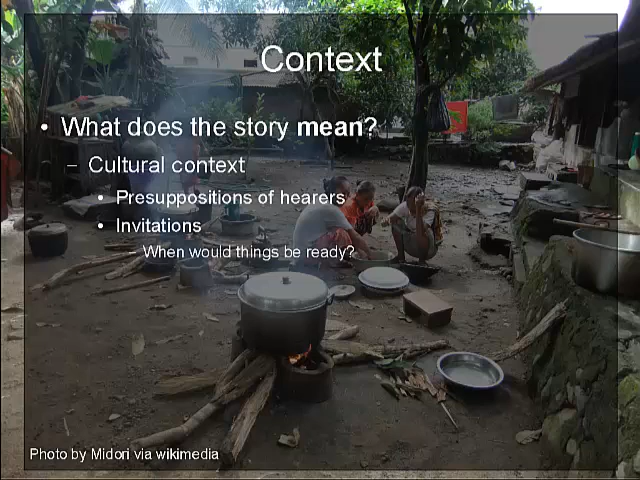 Context
• What does the story mean?
– Cultural context
• Presuppositions of hearers
• Invitations
When would things be ready?
Photo by Midori via wikimedia